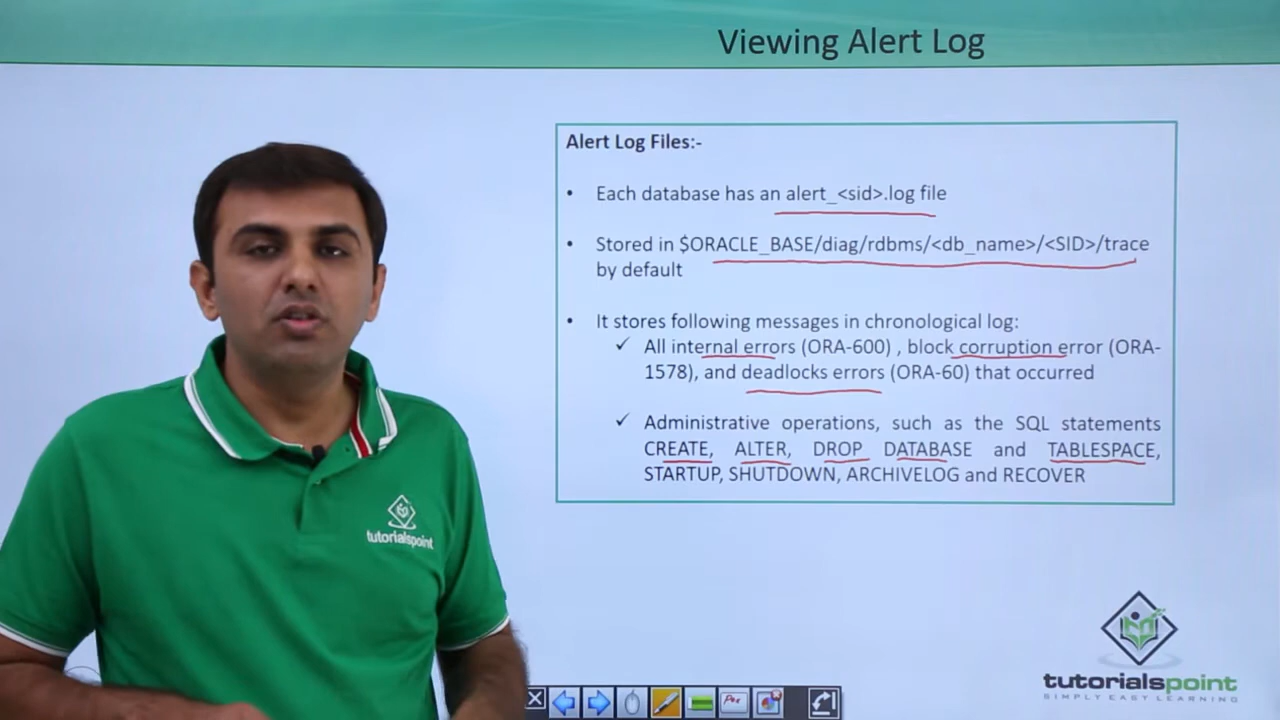 Viewing Alert Log
Alert Log Files:-
• Each database has an alert_<sid>.log file
• Stored in $ORACLE_BASE/diag/rdbms/<db_name>/<SID>/trace
by default
• It stores following messages in chronological log:
✓ All internal errors (ORA-600) , block corruption error (ORA-
1578), and deadlocks errors (ORA-60) that occurred
✓ Administrative operations, such as the SQL statements
CREATE, ALTER, DROP DATABASE and TABLESPACE,
STARTUP, SHUTDOWN, ARCHIVELOG and RECOVER
tutorialspoint
tutorialspoint
SIMPLY EASY LEARNING